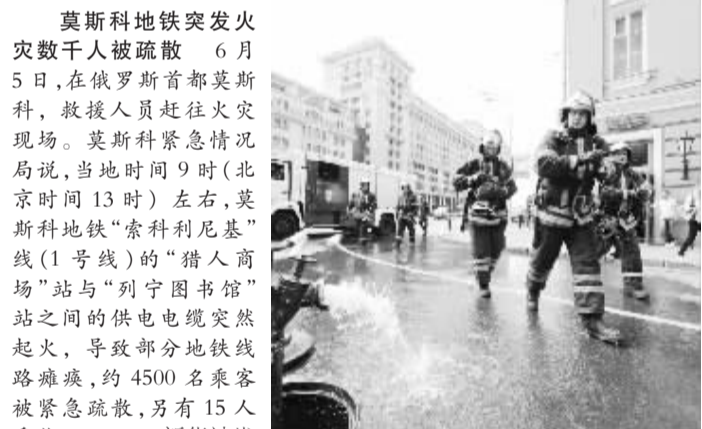 莫斯科地铁突发火
灾数千人被疏散 6月
5日,在俄罗斯首都莫斯
科，救援人员赶往火灾
现场。莫斯科紧急情况
局说,当地时间9时(北
京时间13时）左右,莫
斯科地铁“索科利尼基”
线(1号线)的“猎人商
场”站与“列宁图书馆”
站之间的供电电缆突然
起火，导致部分地铁线
路瘫痪,约4500名乘客
被紧急疏散,另有15人